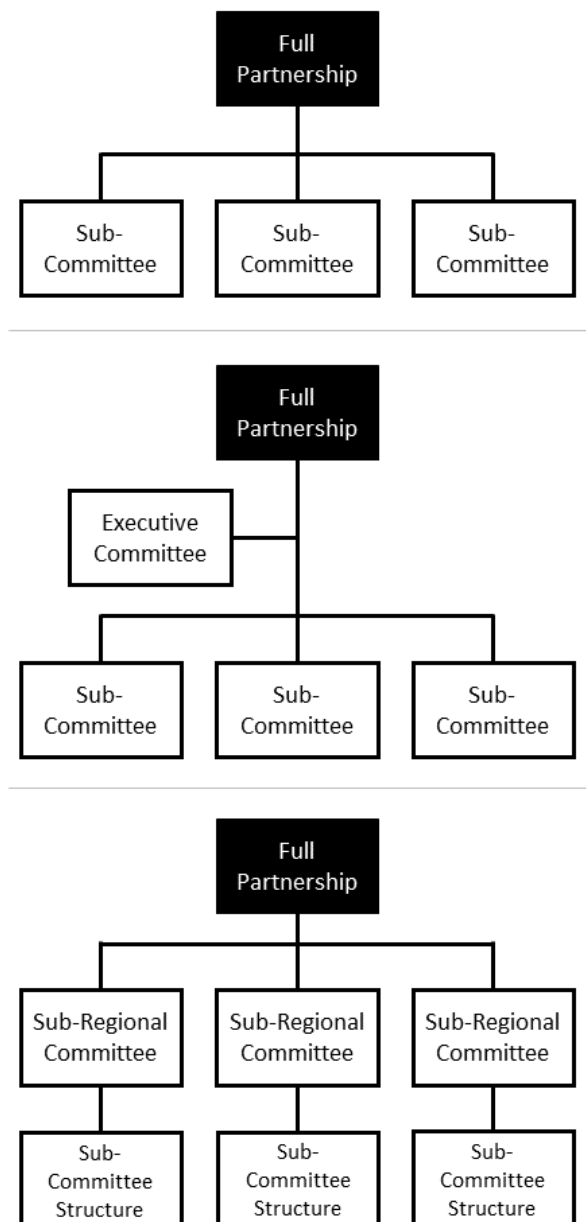 Full
Partnership
Sub-
Committee
Sub-
Committee
Sub-
Committee
Full
Partnership
Executive
Committee
Sub-
Committee
Sub-
Committee
Sub-
Committee
Full
Partnership
Sub-Regional
Committee
Sub-Regional
Committee
Sub-Regional
Committee
Sub-
Committee
Structure
Sub-
Committee
Structure
Sub-
Committee
Structure